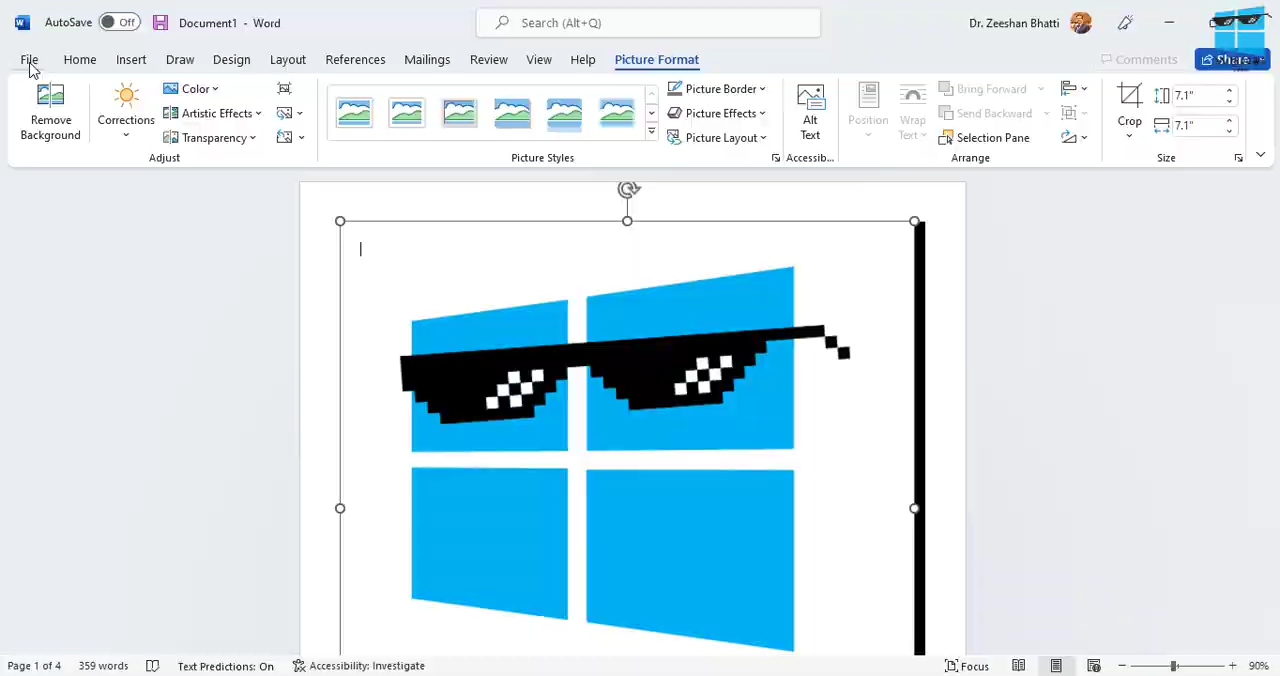 AutoSave Off Document1 - Word Search (Alt+Q) Dr. Zeeshan Bhatti
File Home Insert Draw Design Layout References Mailings Review View Help Picture Format Comments Share
Remove Background
Corrections
Color
Artistic Effects
Transparency
Adjust
Picture Styles
Picture Border
Picture Effects
Picture Layout
Alt Text
Accessib...
Position
Wrap Text
Bring Forward
Send Backward
Selection Pane
Arrange
Crop
7.1"
7.1"
Size
Page 1 of 4 359 words Text Predictions: On Accessibility: Investigate Focus 90%